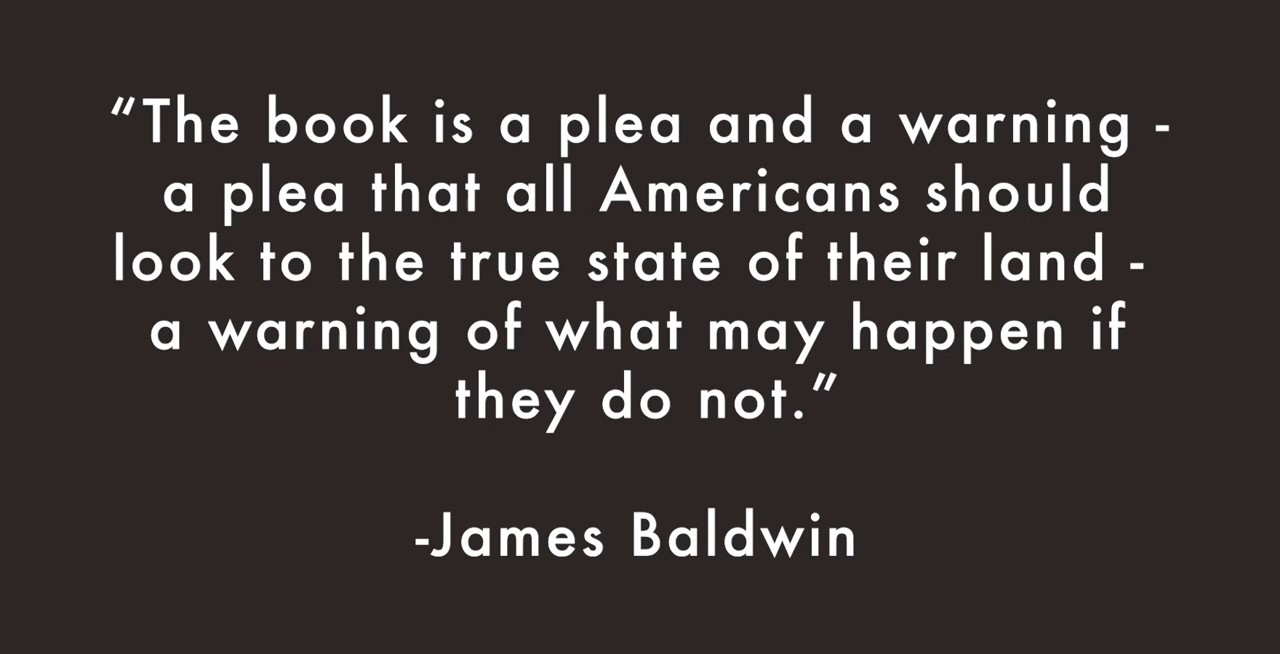 “The book is a plea and a warning -
a plea that all Americans should
look to the true state of their land -
a warning of what may happen if
they do not.”
-James Baldwin